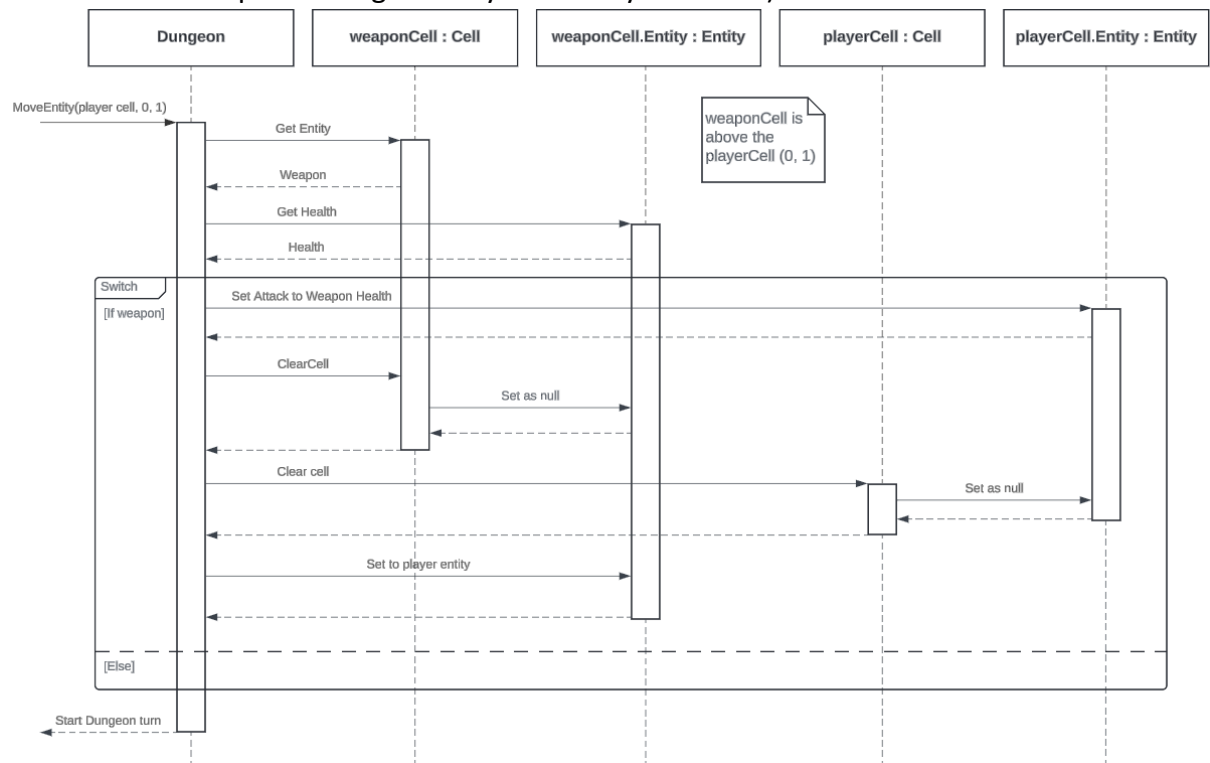 Dungeon
weaponCell : Cell
weaponCell.Entity : Entity
playerCell : Cell
playerCell.Entity : Entity
MoveEntity(player cell, 0, 1)
weaponCell is
above the
playerCell (0, 1)
Get Entity
Weapon
Get Health
Health
Switch
[If weapon]
Set Attack to Weapon Health
ClearCell
Set as null
Clear cell
Set as null
Set to player entity
[Else]
Start Dungeon turn